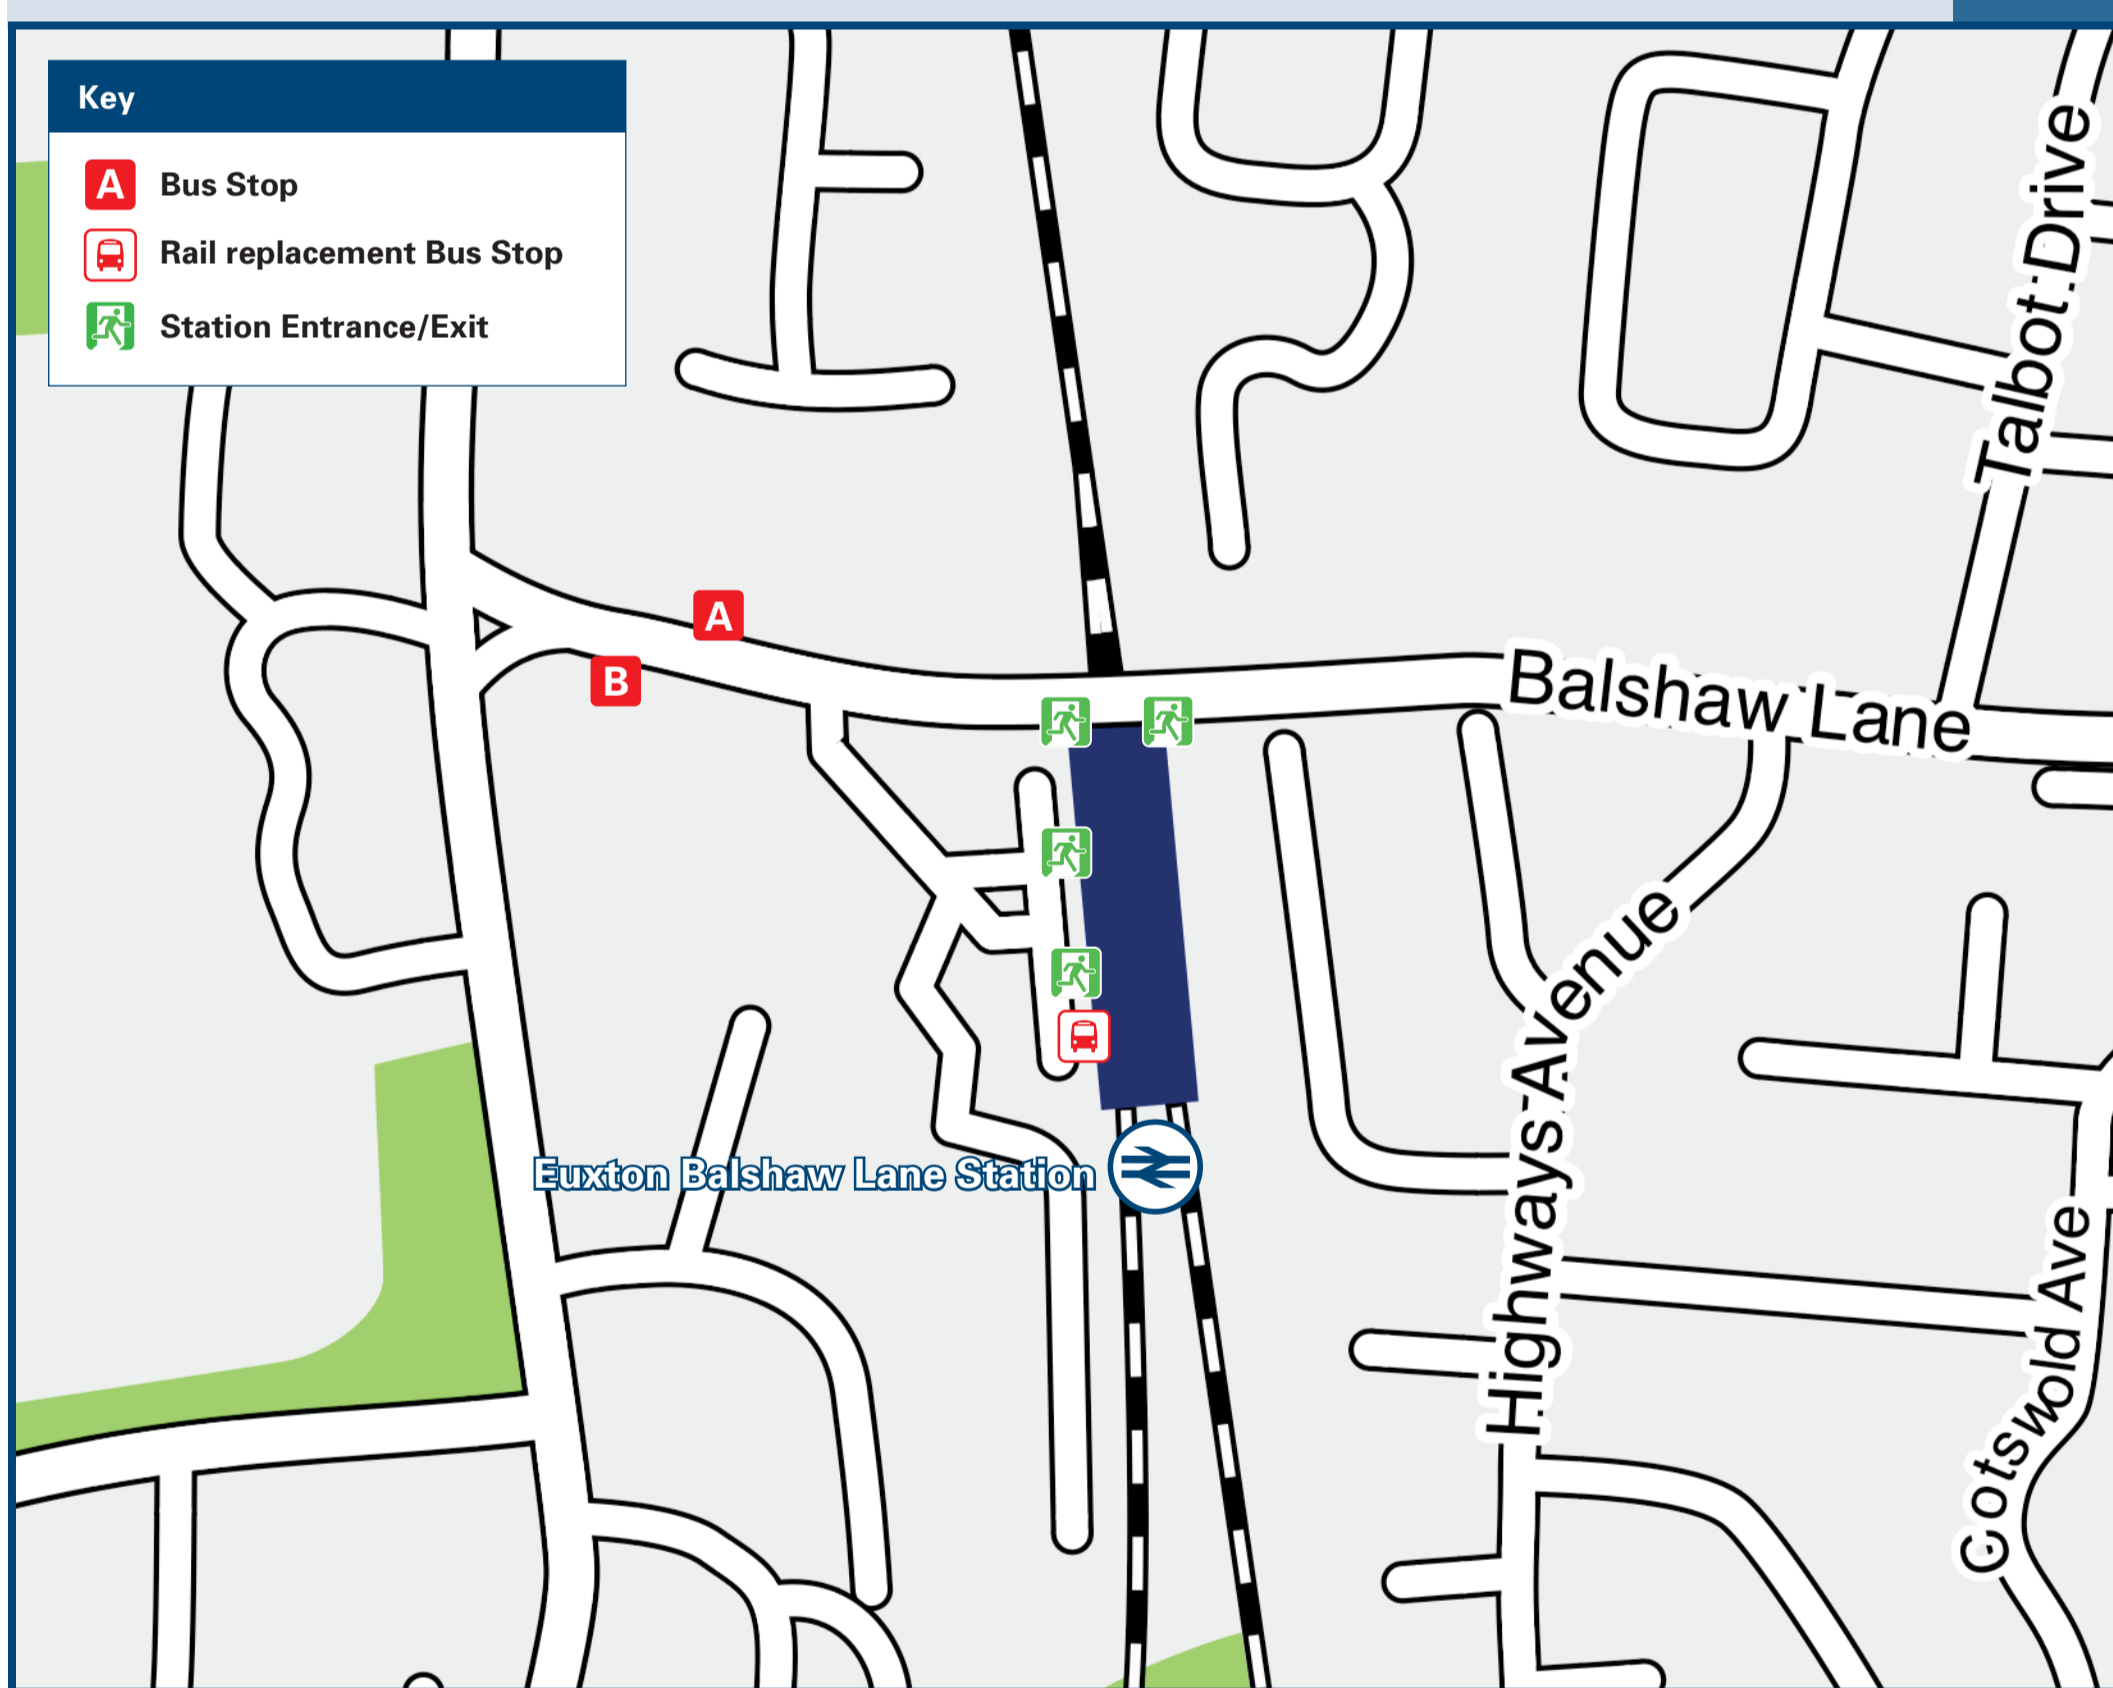 Key
A Bus Stop
Rail replacement Bus Stop
Station Entrance/Exit
Talbot Drive
A
B
Balshaw Lane
Highways Avenue
Euxton Balshaw Lane Station
Cotswold Ave